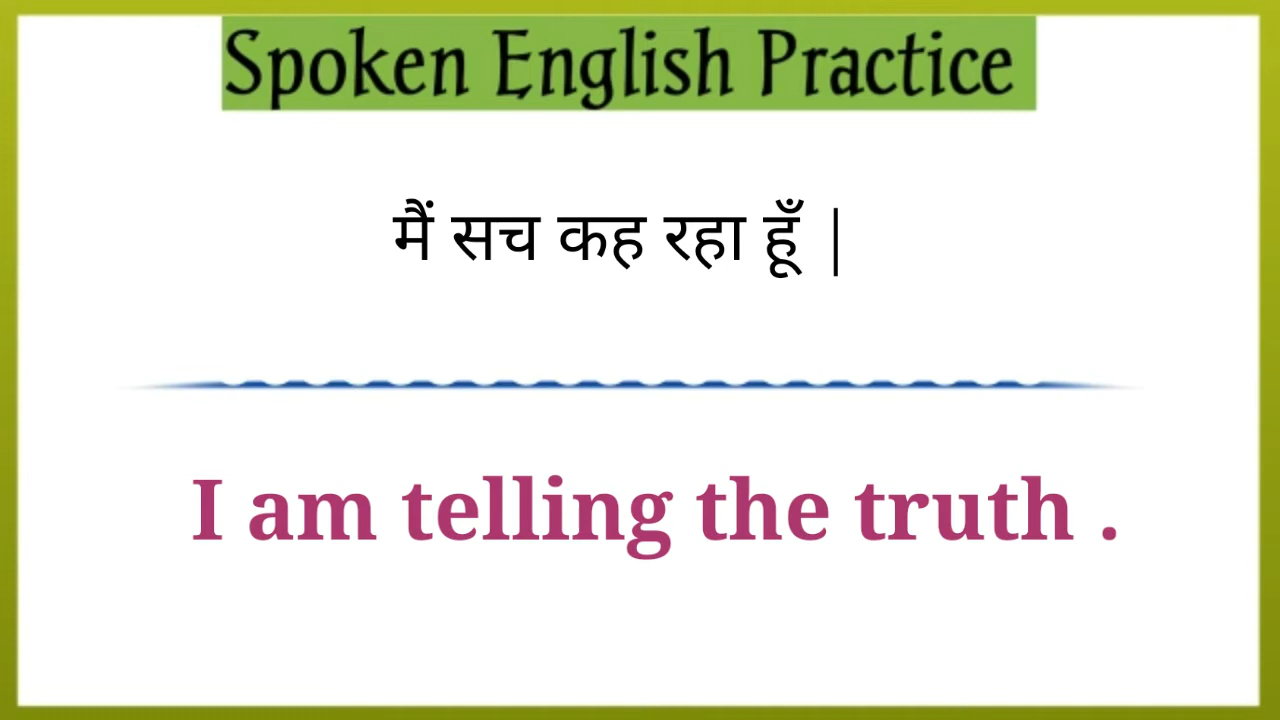 Spoken English Practice
मैं सच कह रहा हूँ |
I am telling the truth .